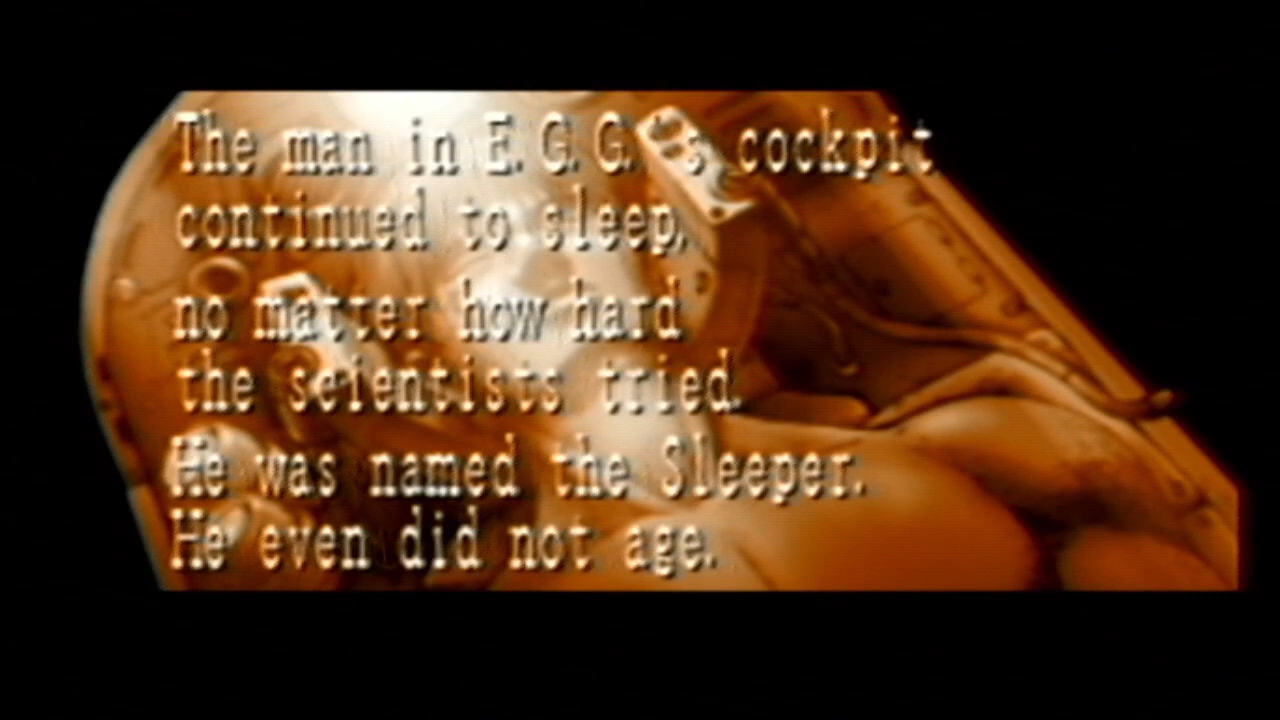 The man in E.G.G.'s cockpit
continued to sleep,
no matter how hard
the scientists tried.
He was named the Sleeper.
He even did not age.